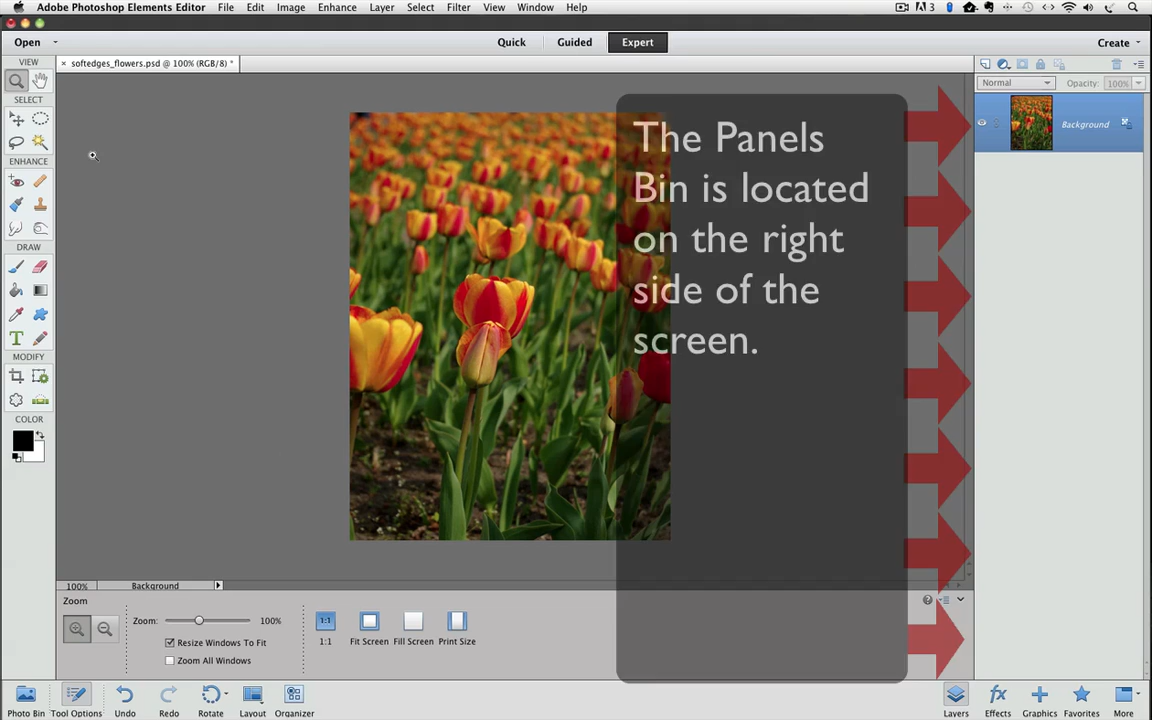 Adobe Photoshop Elements Editor File Edit Image Enhance Layer Select Filter View Window Help 3
Open Quick Guided Expert Create
× softedges_flowers.psd @ 100% (RGB/8) *
VIEW
SELECT
ENHANCE
DRAW
MODIFY
COLOR
Normal Opacity: 100%
Background
The Panels
Bin is located
on the right
side of the
screen.
100% Background
Zoom
Zoom: 100%
Resize Windows To Fit
Zoom All Windows
1:1
1:1 Fit Screen Fill Screen Print Size
Photo Bin Tool Options Undo Redo Rotate Layout Organizer Layers Effects Graphics Favorites More